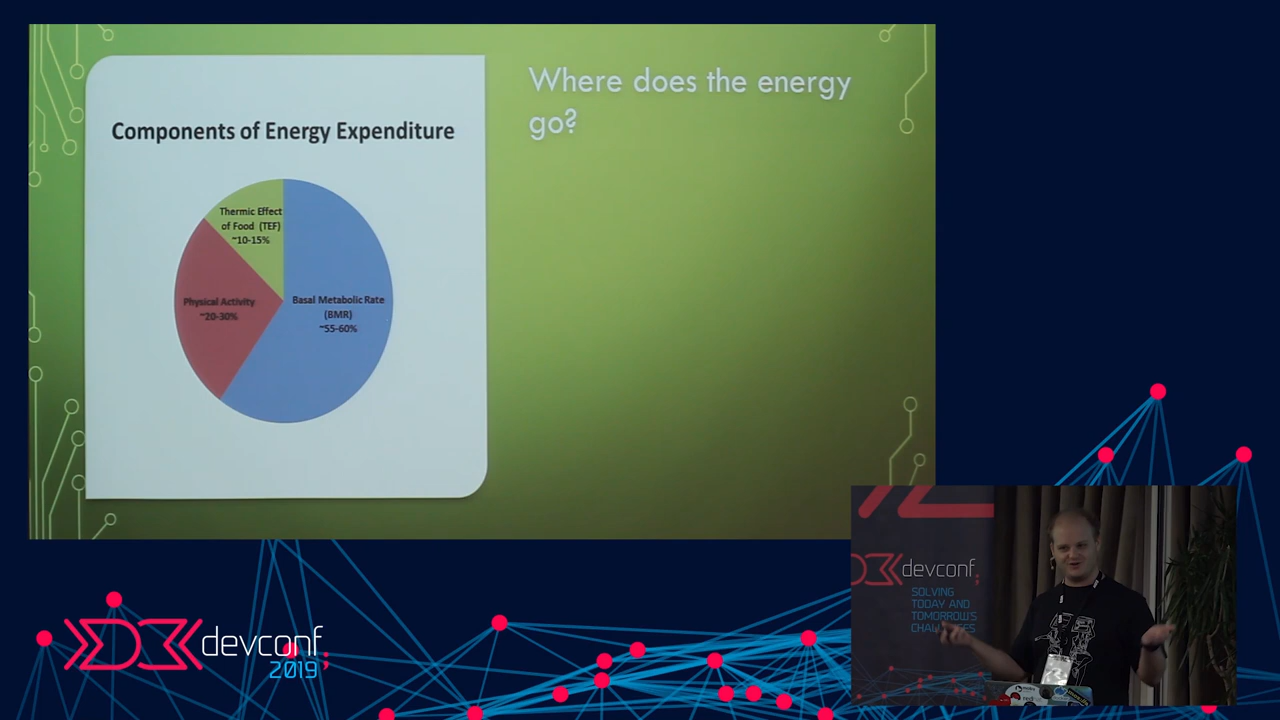 Components of Energy Expenditure
Thermic Effect
of Food (TEF)
~10-15%
Physical Activity
~20-30%
Basal Metabolic Rate
(BMR)
~55-60%
Where does the energy
go?
devconf;
SOLVING
TODAY AND
TOMORROW'S
CHALLENGES
devconf;
2019